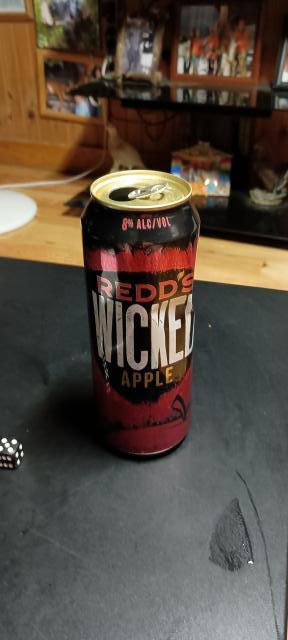 8% ALC/VOL
REDD'S
WICKED
APPLE